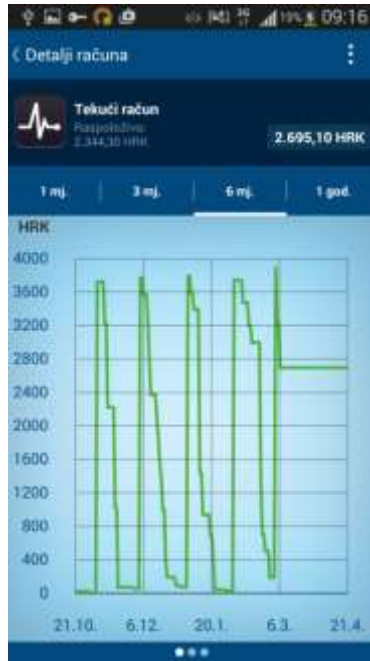 19% 09:16
Detalji računa
Tekući račun
Raspoloživo:
2.344,30 HRK
2.695,10 HRK
1 mj. 3 mj. 6 mj. 1 god.
HRK
4000
3600
3200
2800
2400
2000
1600
1200
800
400
0
21.10. 6.12. 20.1. 6.3. 21.4.